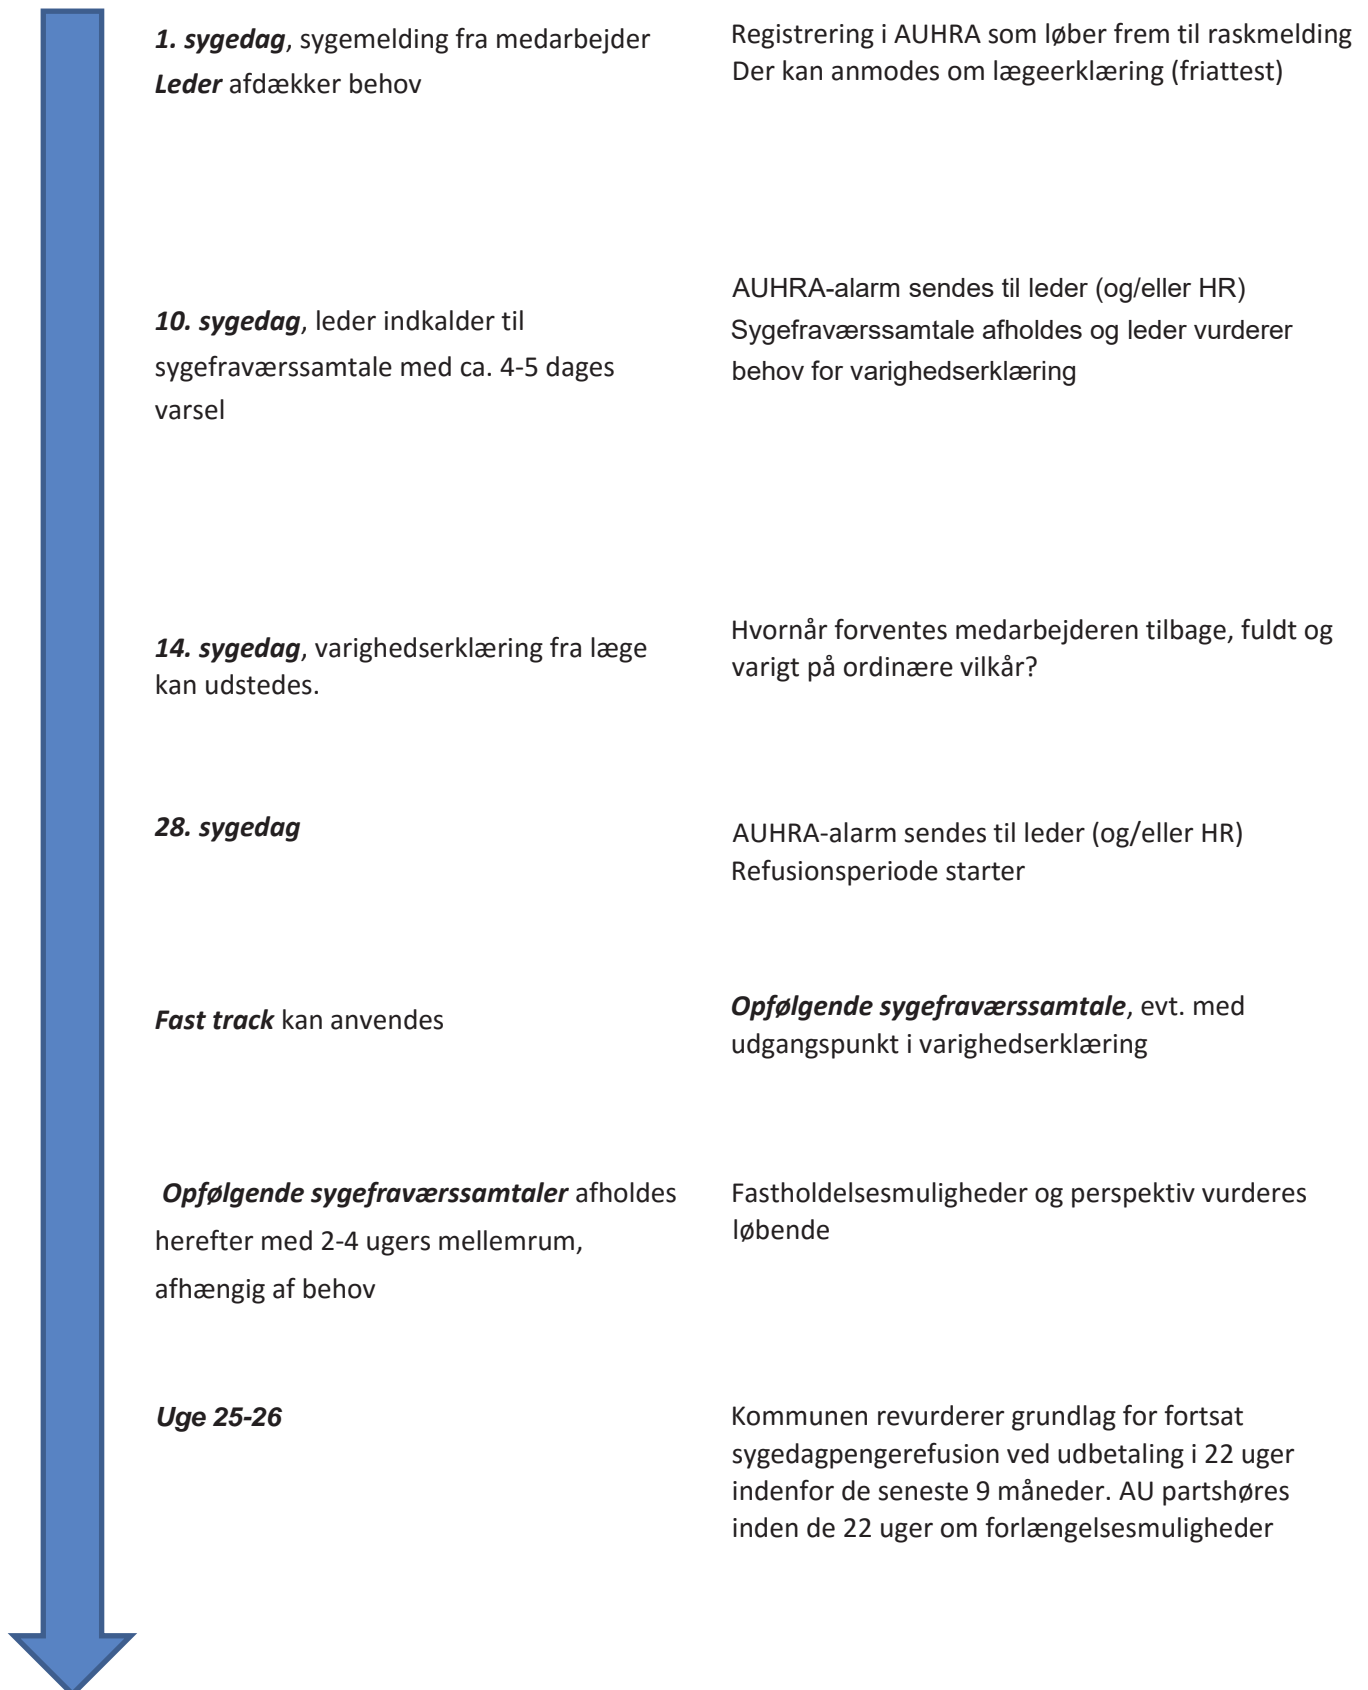 1. sygedag, sygemelding fra medarbejder
Leder afdækker behov
Registrering i AUHRA som løber frem til raskmelding
Der kan anmodes om lægeerklæring (friattest)
10. sygedag, leder indkalder til
sygefraværssamtale med ca. 4-5 dages
varsel
AUHRA-alarm sendes til leder (og/eller HR)
Sygefraværssamtale afholdes og leder vurderer
behov for varighedserklæring
14. sygedag, varighedserklæring fra læge
kan udstedes.
Hvornår forventes medarbejderen tilbage, fuldt og
varigt på ordinære vilkår?
28. sygedag
AUHRA-alarm sendes til leder (og/eller HR)
Refusionsperiode starter
Fast track kan anvendes
Opfølgende sygefraværssamtale, evt. med
udgangspunkt i varighedserklæring
Opfølgende sygefraværssamtaler afholdes
herefter med 2-4 ugers mellemrum,
afhængig af behov
Fastholdelsesmuligheder og perspektiv vurderes
løbende
Uge 25-26
Kommunen revurderer grundlag for fortsat
sygedagpengerefusion ved udbetaling i 22 uger
indenfor de seneste 9 måneder. AU partshøres
inden de 22 uger om forlængelsesmuligheder